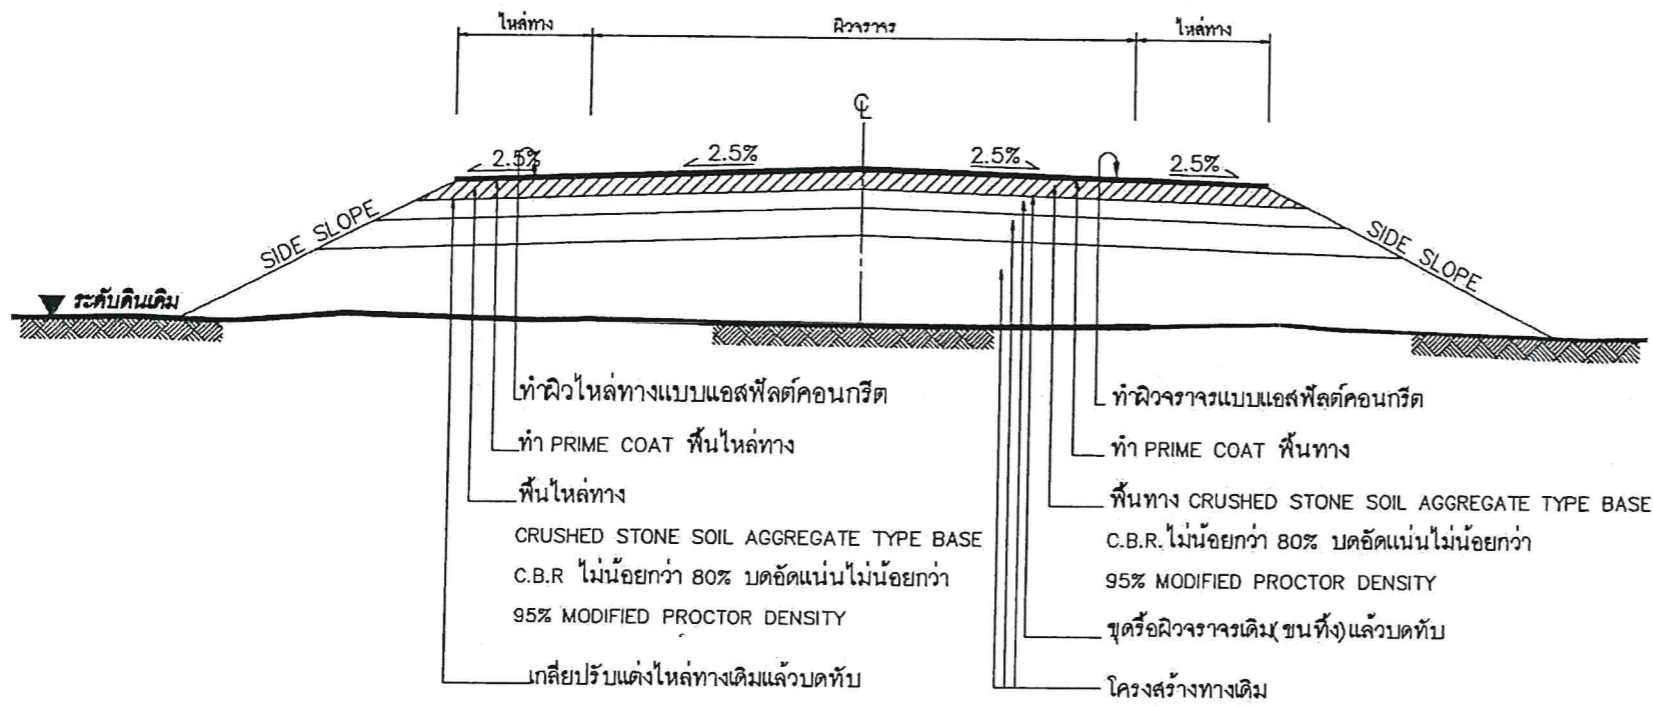 ไหล่ทาง ผิวจราจร ไหล่ทาง
℄
2.5% 2.5% 2.5% 2.5%
SIDE SLOPE SIDE SLOPE
ระดับดินเดิม
ทำผิวไหล่ทางแบบแอสฟัลต์คอนกรีต
ทำ PRIME COAT พื้นไหล่ทาง
พื้นไหล่ทาง
CRUSHED STONE SOIL AGGREGATE TYPE BASE
C.B.R ไม่น้อยกว่า 80% บดอัดแน่นไม่น้อยกว่า
95% MODIFIED PROCTOR DENSITY
เกลี่ยปรับแต่งไหล่ทางเดิมแล้วบดทับ
ทำผิวจราจรแบบแอสฟัลต์คอนกรีต
ทำ PRIME COAT พื้นทาง
พื้นทาง CRUSHED STONE SOIL AGGREGATE TYPE BASE
C.B.R. ไม่น้อยกว่า 80% บดอัดแน่นไม่น้อยกว่า
95% MODIFIED PROCTOR DENSITY
ขุดรื้อผิวจราจรเดิม(ขนทิ้ง)แล้วบดทับ
โครงสร้างทางเดิม